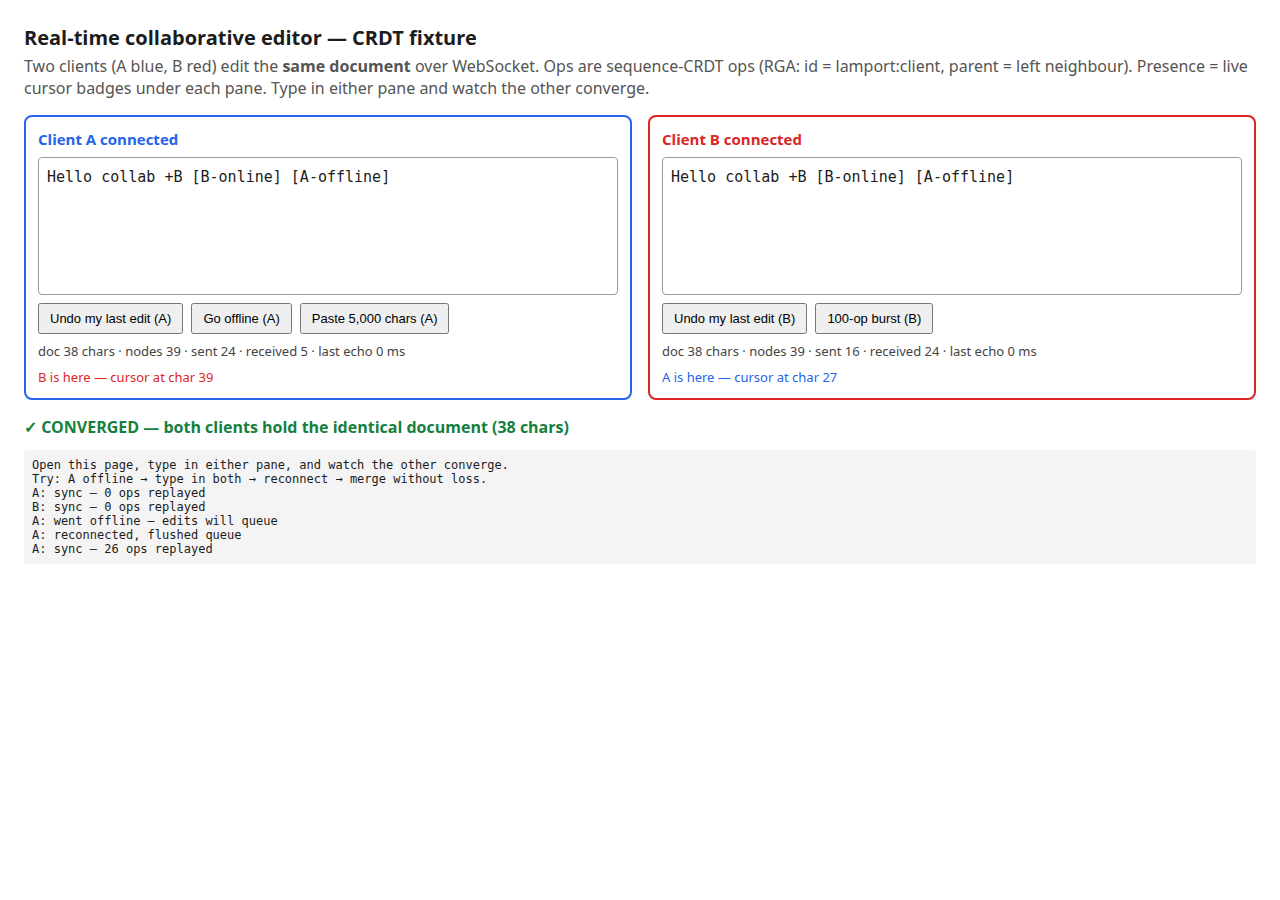 Real-time collaborative editor — CRDT fixture
Two clients (A blue, B red) edit the same document over WebSocket. Ops are sequence-CRDT ops (RGA: id = lamport:client, parent = left neighbour). Presence = live
cursor badges under each pane. Type in either pane and watch the other converge.
Client A connected
Hello collab +B [B-online] [A-offline]
Undo my last edit (A) Go offline (A) Paste 5,000 chars (A)
doc 38 chars · nodes 39 · sent 24 · received 5 · last echo 0 ms
B is here — cursor at char 39
Client B connected
Hello collab +B [B-online] [A-offline]
Undo my last edit (B) 100-op burst (B)
doc 38 chars · nodes 39 · sent 16 · received 24 · last echo 0 ms
A is here — cursor at char 27
✓ CONVERGED — both clients hold the identical document (38 chars)
Open this page, type in either pane, and watch the other converge.
Try: A offline → type in both → reconnect → merge without loss.
A: sync — 0 ops replayed
B: sync — 0 ops replayed
A: went offline — edits will queue
A: reconnected, flushed queue
A: sync — 26 ops replayed